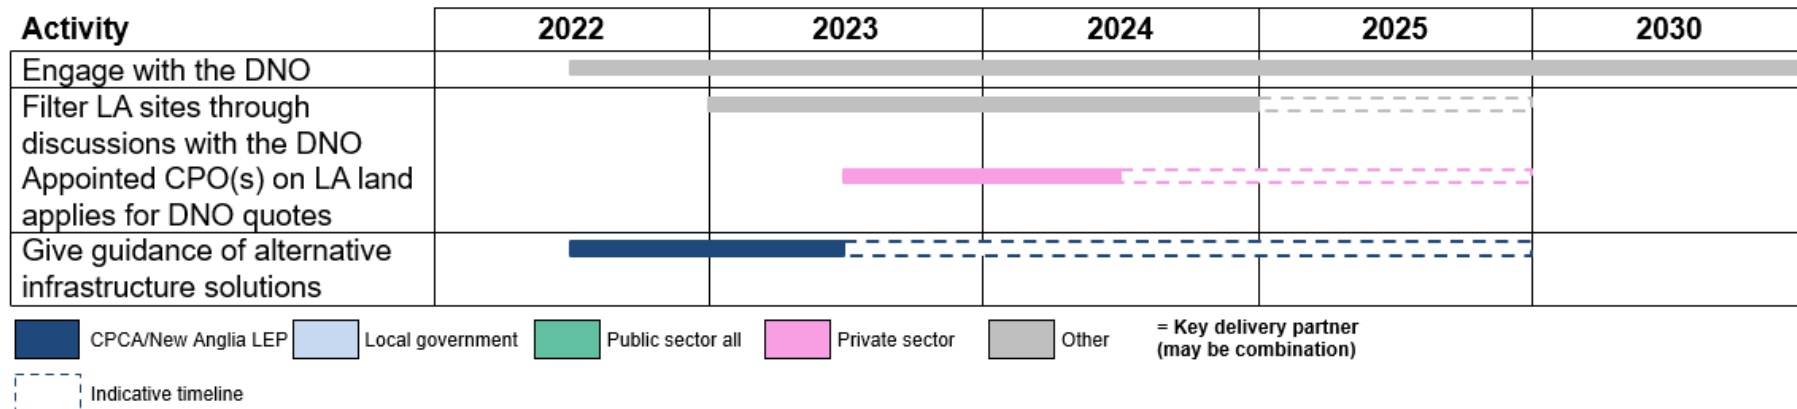 Activity 2022 2023 2024 2025 2030
Engage with the DNO
Filter LA sites through
discussions with the DNO
Appointed CPO(s) on LA land
applies for DNO quotes
Give guidance of alternative
infrastructure solutions
CPCA/New Anglia LEP Local government Public sector all Private sector Other = Key delivery partner
(may be combination)
Indicative timeline